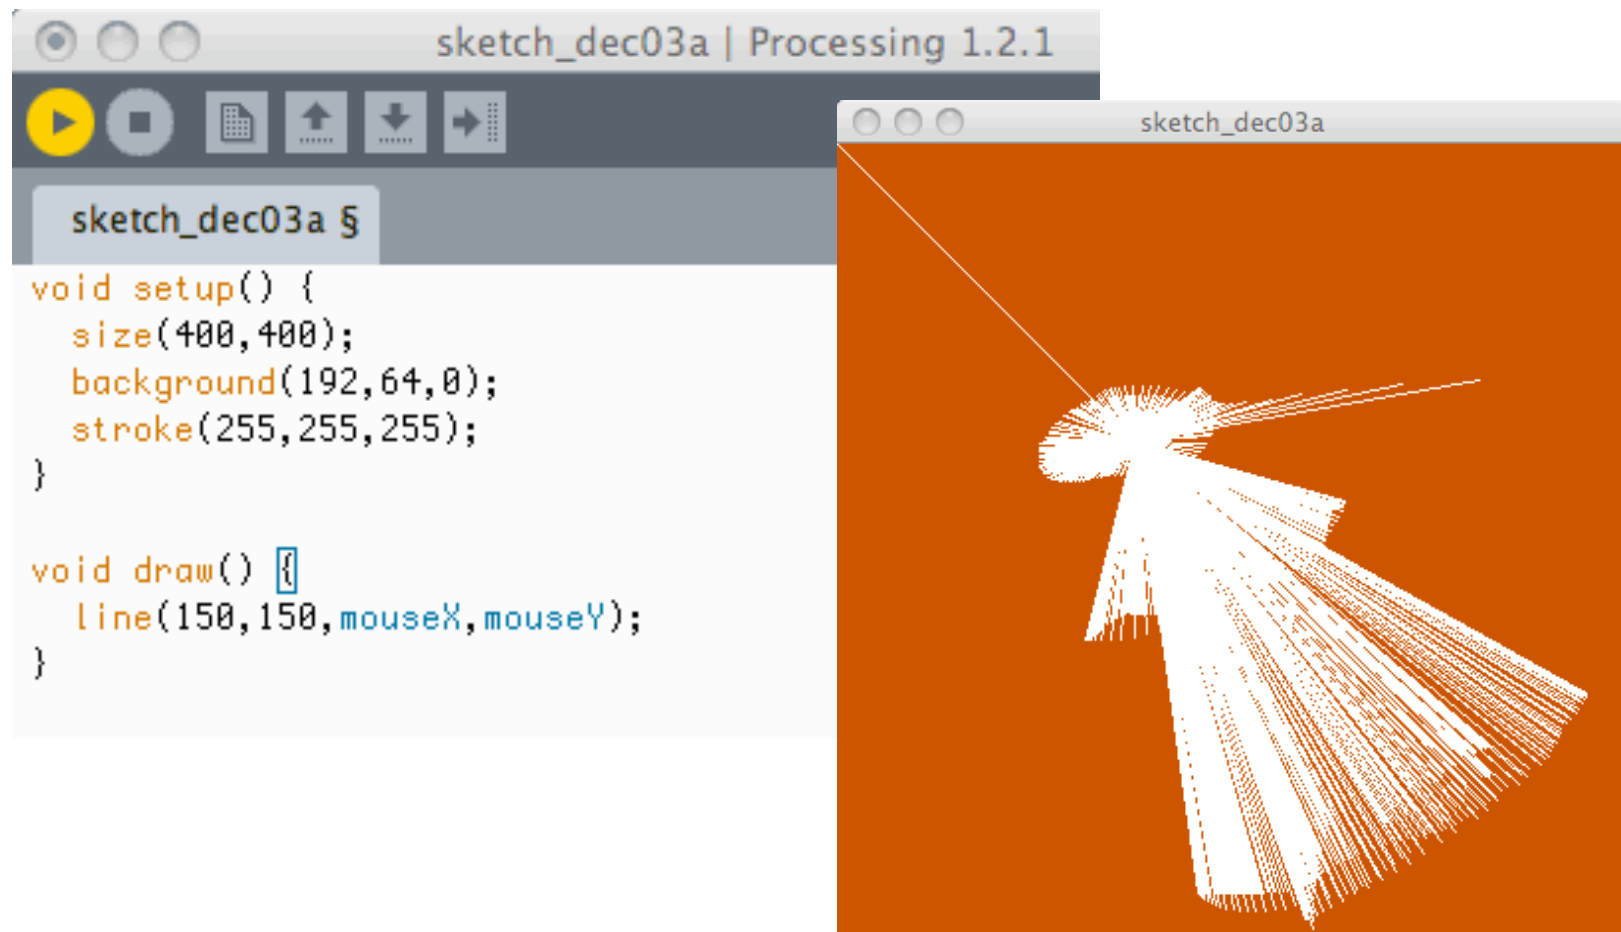 sketch_dec03a | Processing 1.2.1
sketch_dec03a
sketch_dec03a §
void setup() {
  size(400,400);
  background(192,64,0);
  stroke(255,255,255);
}

void draw() {
  line(150,150,mouseX,mouseY);
}